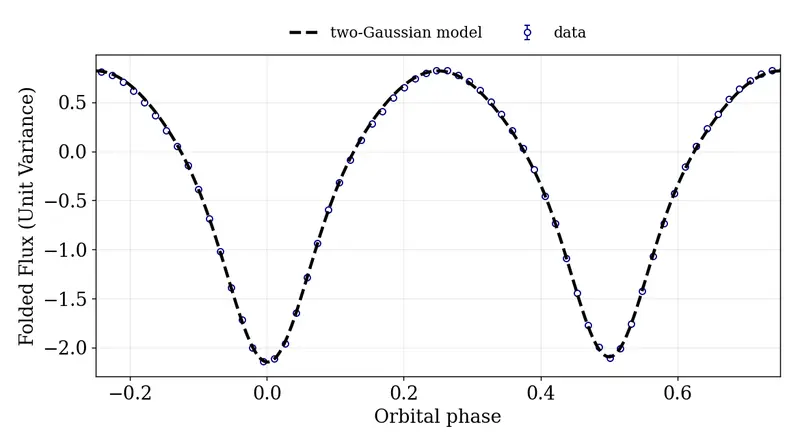 two-Gaussian model
data
Folded Flux (Unit Variance)
0.5
0.0
−0.5
−1.0
−1.5
−2.0
−0.2
0.0
0.2
0.4
0.6
Orbital phase